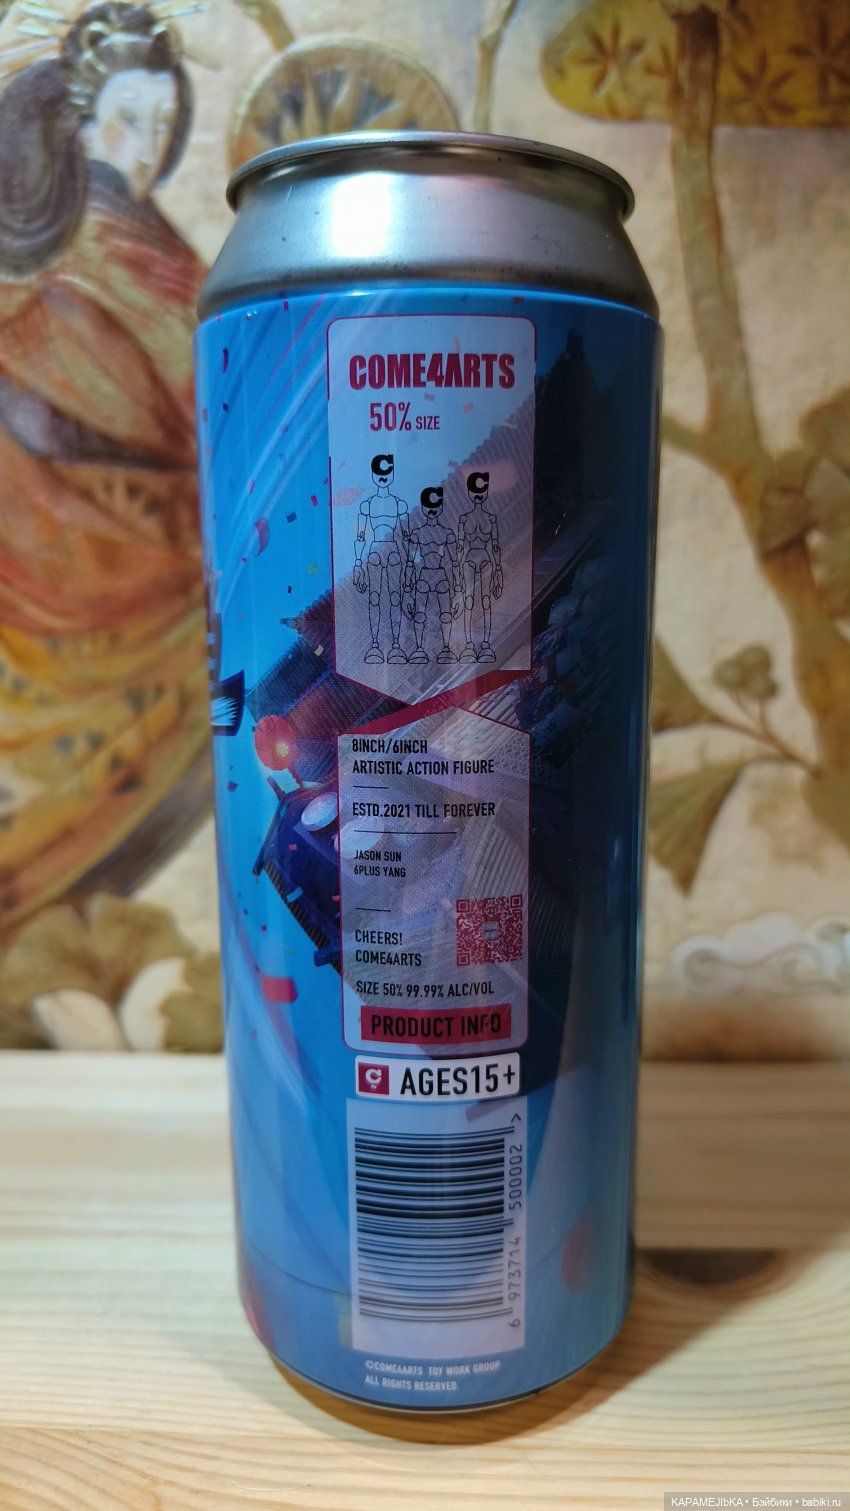 COME4ARTS
50% SIZE
C
C
C
8INCH/6INCH
ARTISTIC ACTION FIGURE
ESTD.2021 TILL FOREVER
JASON SUN
6PLUS YANG
CHEERS!
COME4ARTS
SIZE 50% 99.99% ALC/VOL
PRODUCT INFO
C AGES15+
6 973714 500002 >
©COME4ARTS TOY WORK GROUP
ALL RIGHTS RESERVED.
КАРАМЕЛЬКА • Бэйбики • babiki.ru